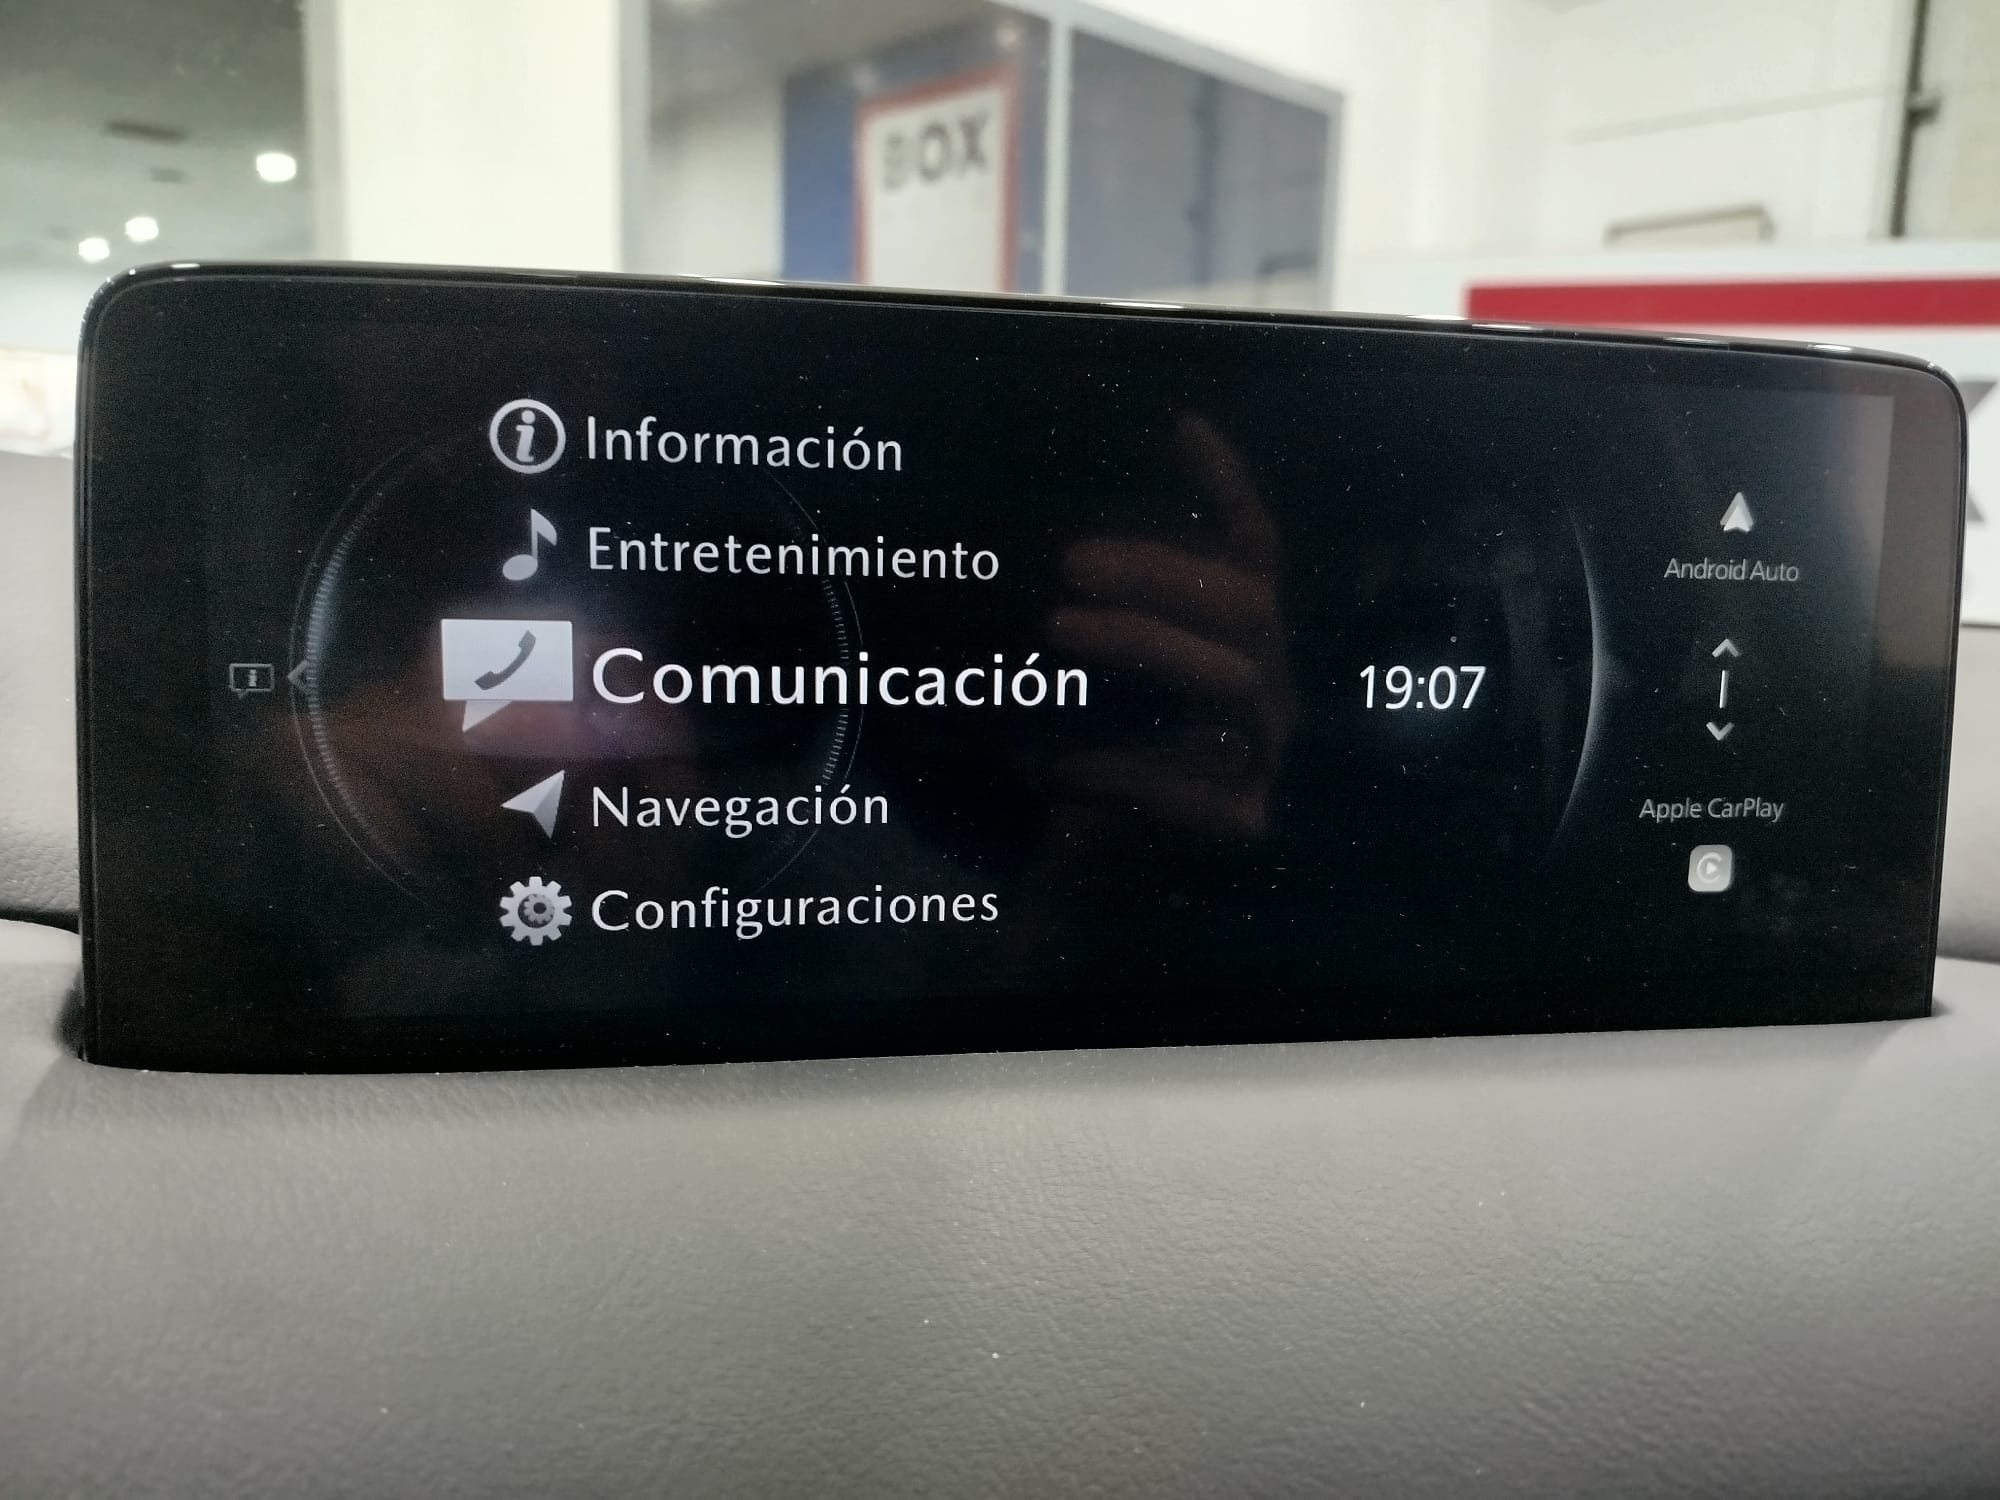 BOX
Información
Entretenimiento
Comunicación
Navegación
Configuraciones
19:07
Android Auto
Apple CarPlay